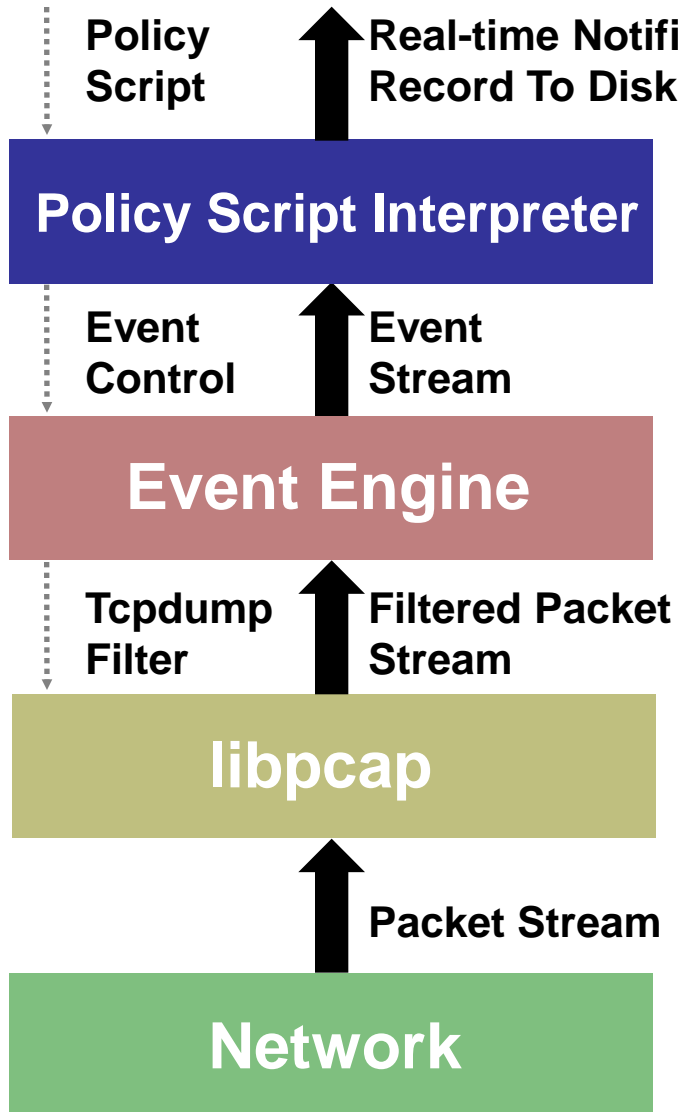 Policy
Script
Real-time Notifi
Record To Disk
Policy Script Interpreter
Event
Control
Event
Stream
Event Engine
Tcpdump
Filter
Filtered Packet
Stream
libpcap
Packet Stream
Network